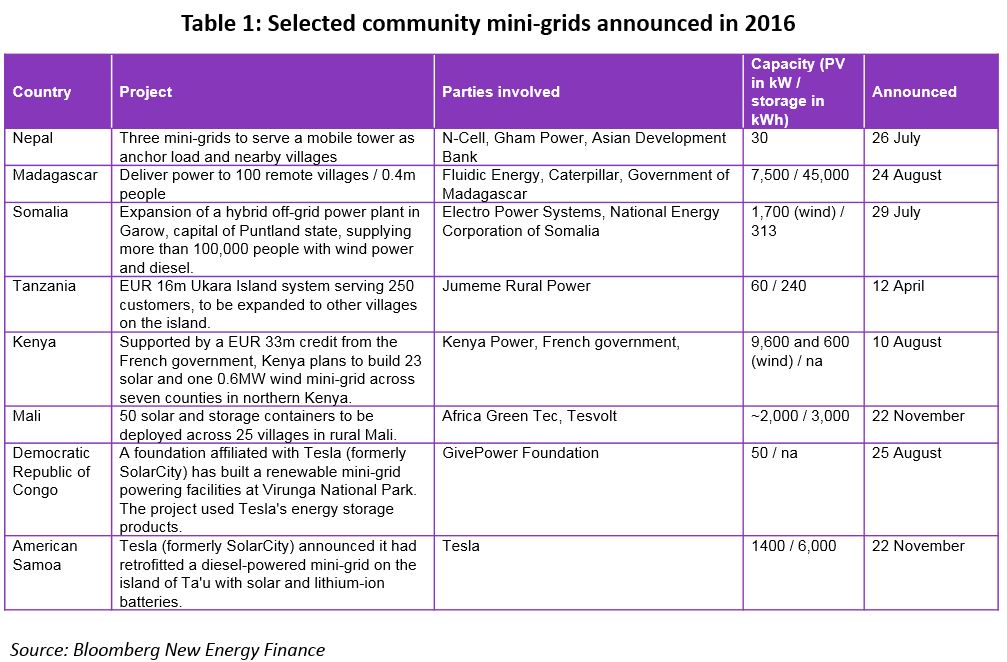 Table 1: Selected community mini-grids announced in 2016
Country
Project
Parties involved
Capacity (PV
in kW /
storage in
kWh)
Announced
Nepal
Three mini-grids to serve a mobile tower as
anchor load and nearby villages
N-Cell, Gham Power, Asian Development
Bank
30
26 July
Madagascar
Deliver power to 100 remote villages / 0.4m
people
Fluidic Energy, Caterpillar, Government of
Madagascar
7,500 / 45,000
24 August
Somalia
Expansion of a hybrid off-grid power plant in
Garow, capital of Puntland state, supplying
more than 100,000 people with wind power
and diesel.
Electro Power Systems, National Energy
Corporation of Somalia
1,700 (wind) /
313
29 July
Tanzania
EUR 16m Ukara Island system serving 250
customers, to be expanded to other villages
on the island.
Jumeme Rural Power
60 / 240
12 April
Kenya
Supported by a EUR 33m credit from the
French government, Kenya plans to build 23
solar and one 0.6MW wind mini-grid across
seven counties in northern Kenya.
Kenya Power, French government,
9,600 and 600
(wind) / na
10 August
Mali
50 solar and storage containers to be
deployed across 25 villages in rural Mali.
Africa Green Tec, Tesvolt
~2,000 / 3,000
22 November
Democratic
Republic of
Congo
A foundation affiliated with Tesla (formerly
SolarCity) has built a renewable mini-grid
powering facilities at Virunga National Park.
The project used Tesla's energy storage
products.
GivePower Foundation
50 / na
25 August
American
Samoa
Tesla (formerly SolarCity) announced it had
retrofitted a diesel-powered mini-grid on the
island of Ta'u with solar and lithium-ion
batteries.
Tesla
1400 / 6,000
22 November
Source: Bloomberg New Energy Finance